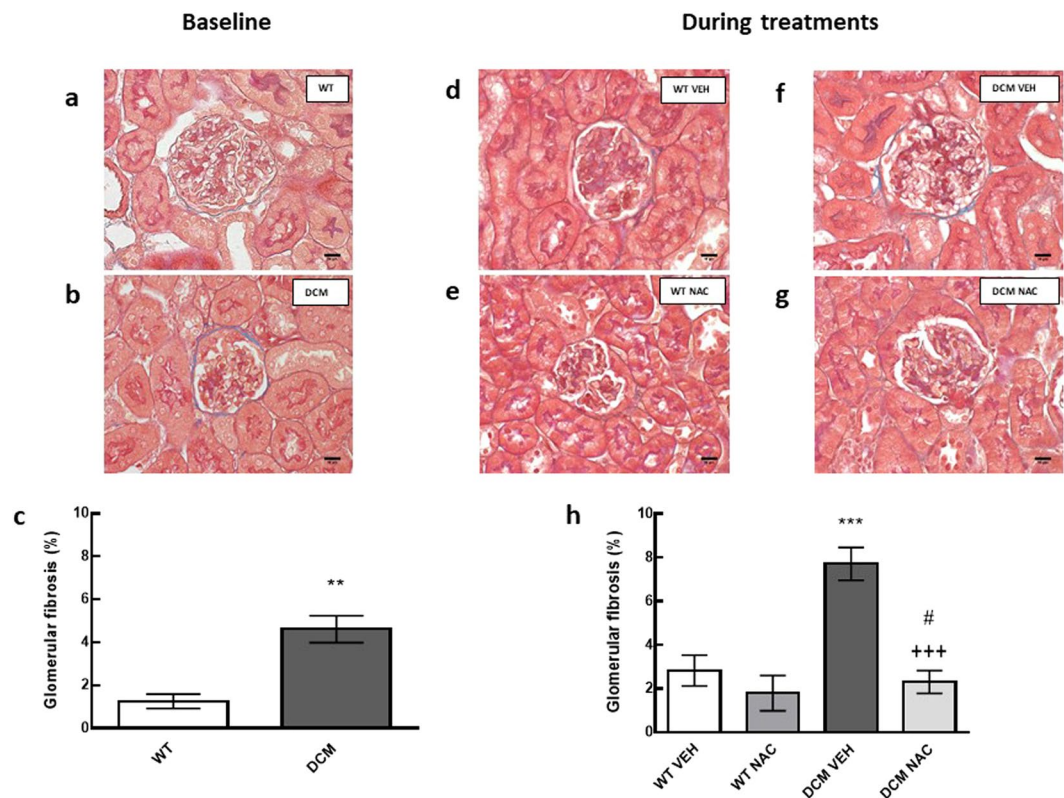 Baseline
During treatments
a
WT
b
DCM
d
WT VEH
e
WT NAC
f
DCM VEH
g
DCM NAC
c
Glomerular fibrosis (%)
10
8
6
4
2
0
**
WT
DCM
h
Glomerular fibrosis (%)
10
8
6
4
2
0
***
#
+++
WT VEH
WT NAC
DCM VEH
DCM NAC